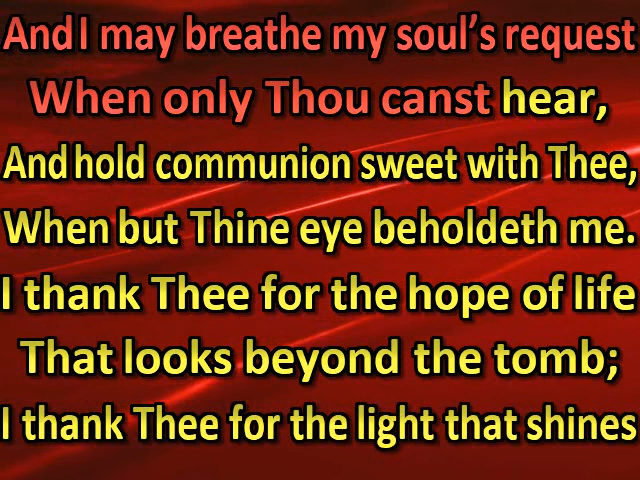 And I may breathe my soul’s request
When only Thou canst hear,
And hold communion sweet with Thee,
When but Thine eye beholdeth me.
I thank Thee for the hope of life
That looks beyond the tomb;
I thank Thee for the light that shines